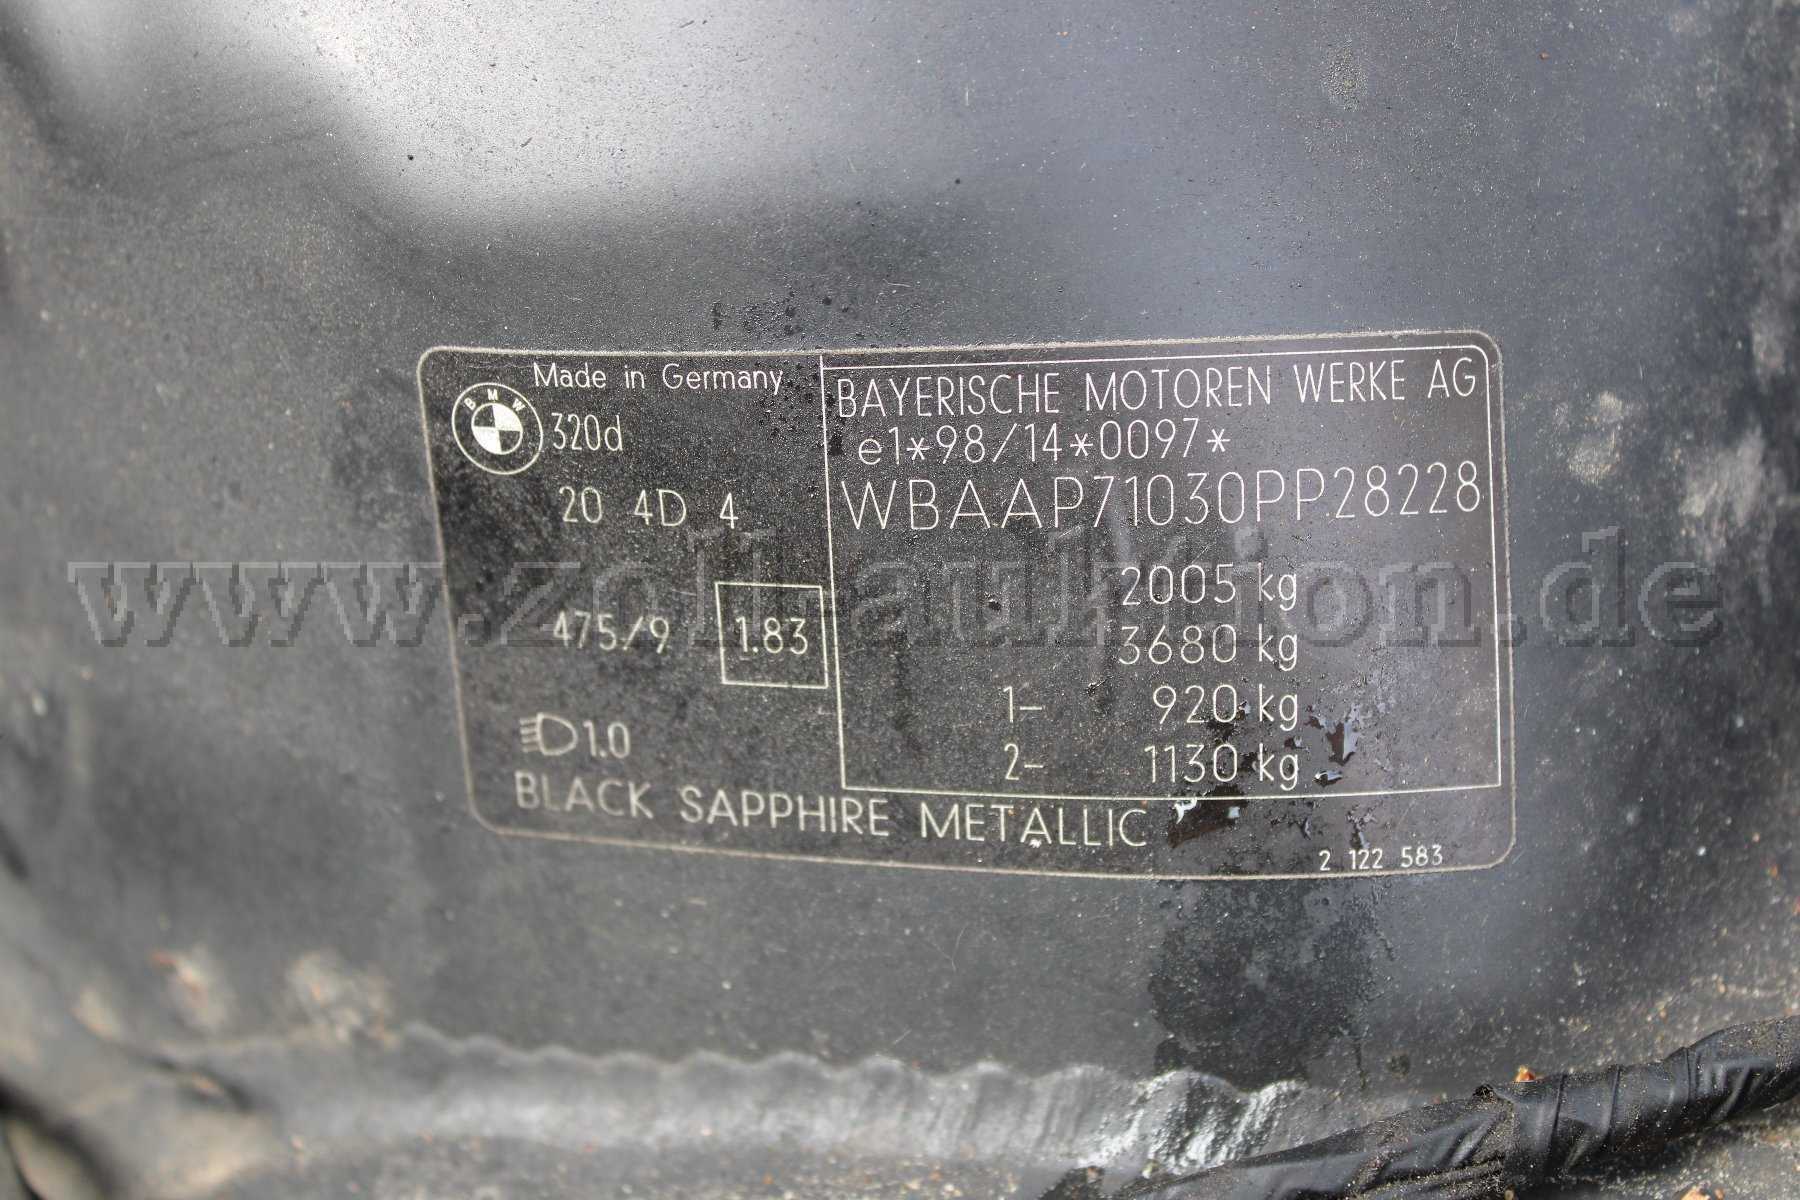 Made in Germany
BMW
320d
20 4D 4
475/9
1.83
1.0
BLACK SAPPHIRE METALLIC
BAYERISCHE MOTOREN WERKE AG
e1*98/14*0097*
WBAAP71030PP28228
2005 kg
3680 kg
1- 920 kg
2- 1130 kg
2 122 583
www.zoll-auktion.de